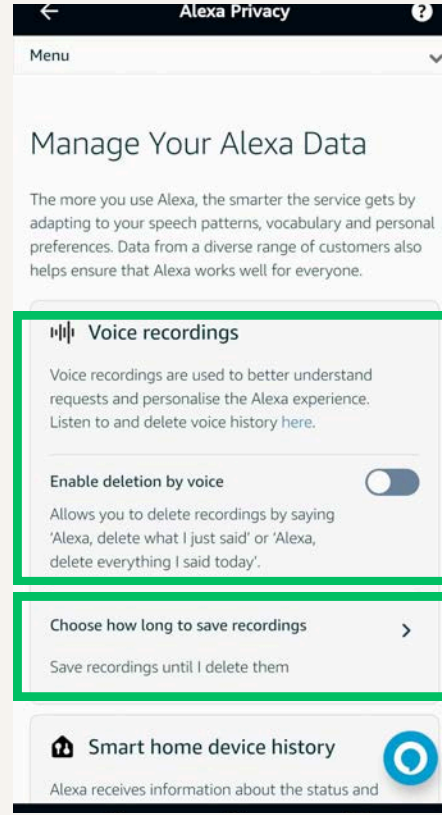 Alexa Privacy
?
Menu
Manage Your Alexa Data
The more you use Alexa, the smarter the service gets by
adapting to your speech patterns, vocabulary and personal
preferences. Data from a diverse range of customers also
helps ensure that Alexa works well for everyone.
Voice recordings
Voice recordings are used to better understand
requests and personalise the Alexa experience.
Listen to and delete voice history here.
Enable deletion by voice
Allows you to delete recordings by saying
'Alexa, delete what I just said' or 'Alexa,
delete everything I said today'.
Choose how long to save recordings
Save recordings until I delete them
Smart home device history
Alexa receives information about the status and